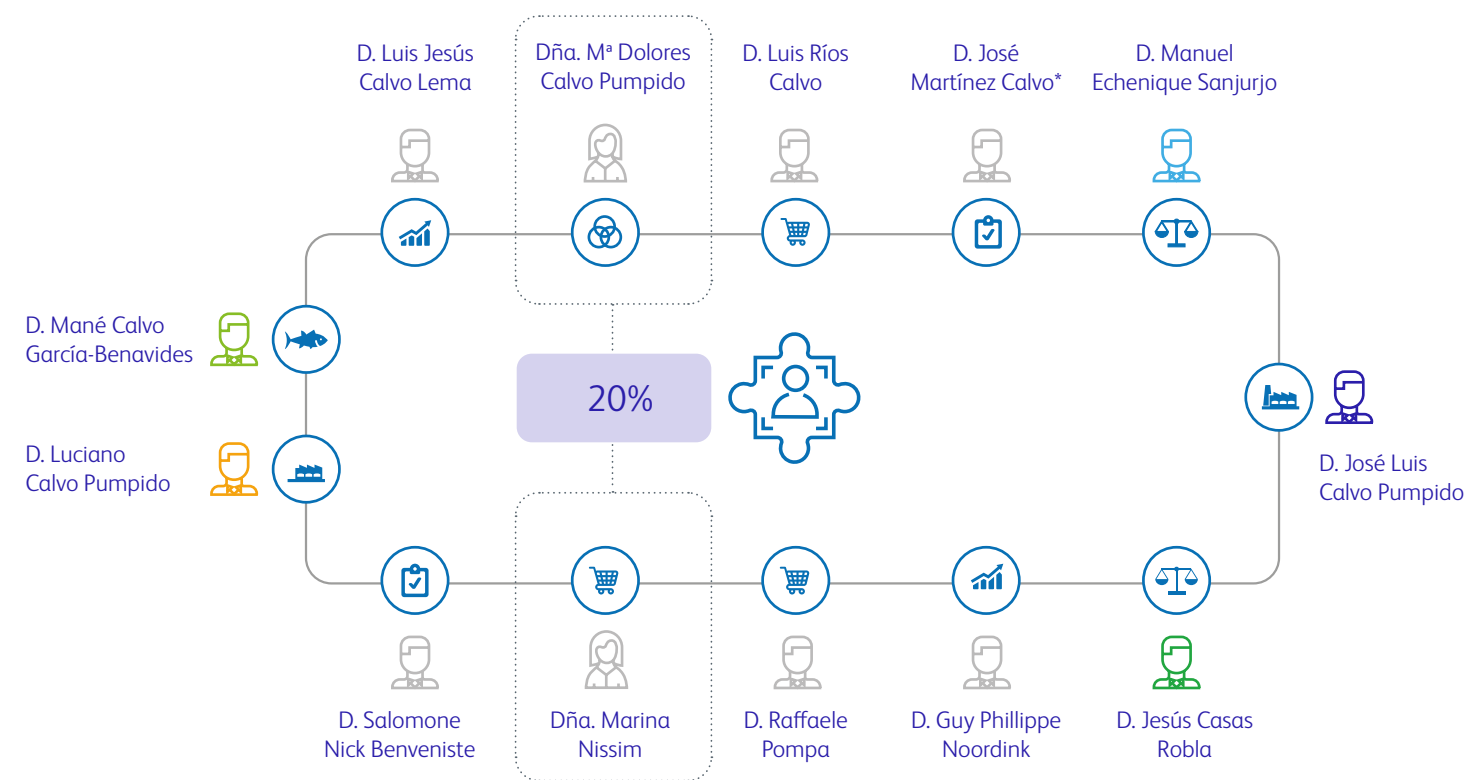 D. Luis Jesús
Calvo Lema
Dña. Mª Dolores
Calvo Pumpido
D. Luis Ríos
Calvo
D. José
Martínez Calvo*
D. Manuel
Echenique Sanjurjo
D. Mané Calvo
García-Benavides
20%
D. Luciano
Calvo Pumpido
D. José Luis
Calvo Pumpido
D. Salomone
Nick Benveniste
Dña. Marina
Nissim
D. Raffaele
Pompa
D. Guy Phillippe
Noordink
D. Jesús Casas
Robla